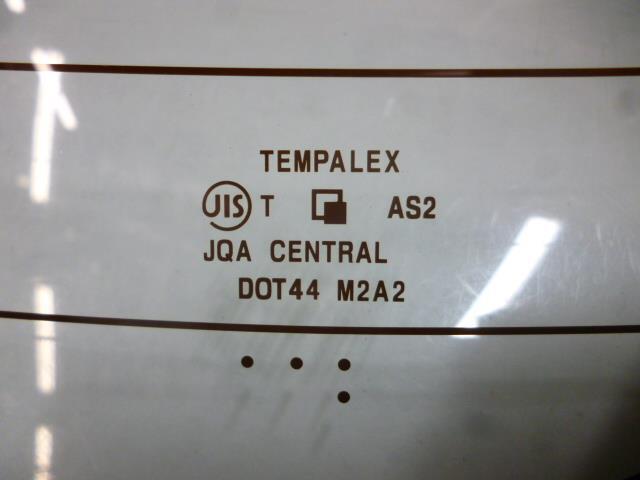 TEMPALEX
JIS T AS2
JQA CENTRAL
DOT44 M2A2